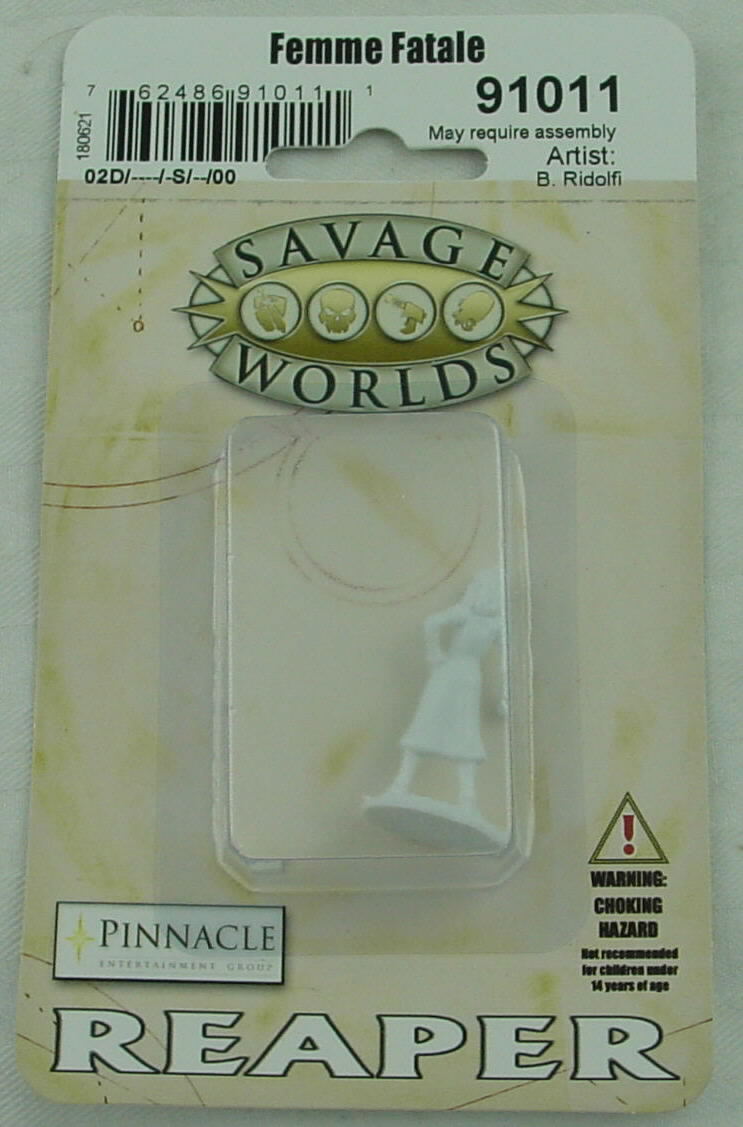 Femme Fatale
7 62486 91011 1
91011
180621
May require assembly
Artist:
02D/----/-S/--/00
B. Ridolfi
SAVAGE
WORLDS
WARNING:
CHOKING
HAZARD
Not recommended
for children under
14 years of age
PINNACLE
ENTERTAINMENT GROUP
REAPER